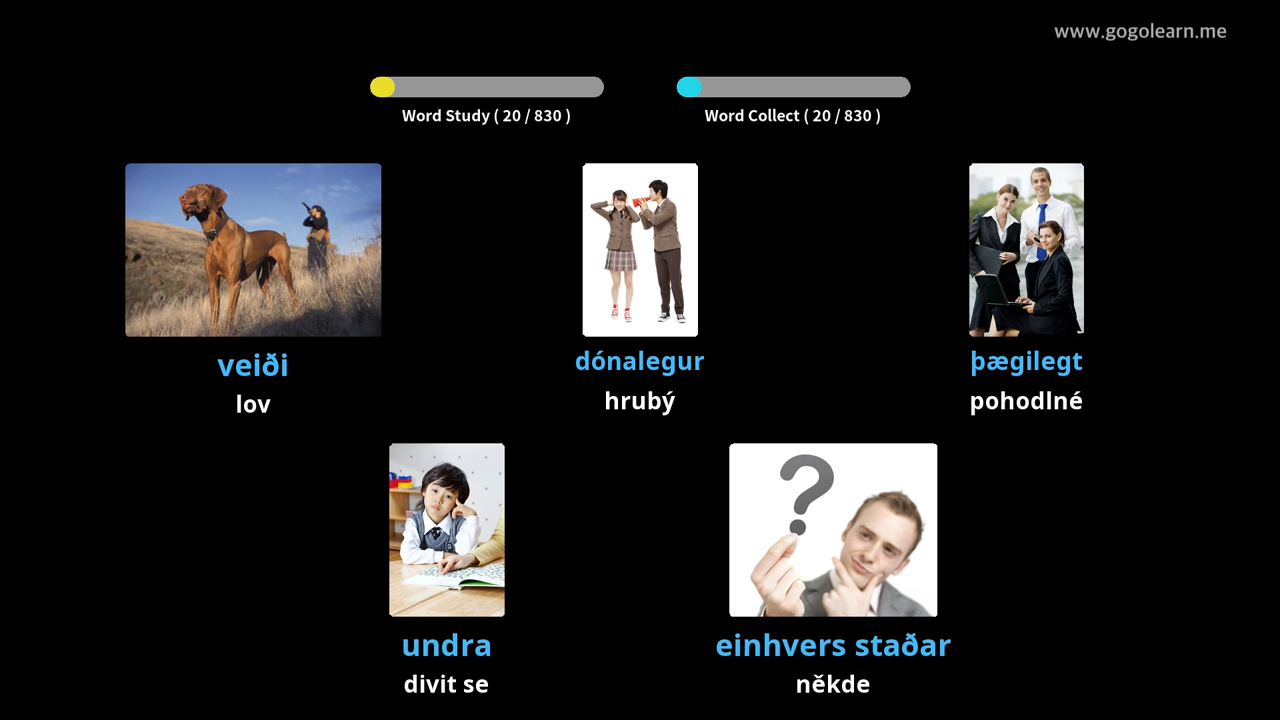 www.gogolearn.me
Word Study ( 20 / 830 )
Word Collect ( 20 / 830 )
veiði
dónalegur
þægilegt
lov
hrubý
pohodlné
undra
einhvers staðar
divit se
někde